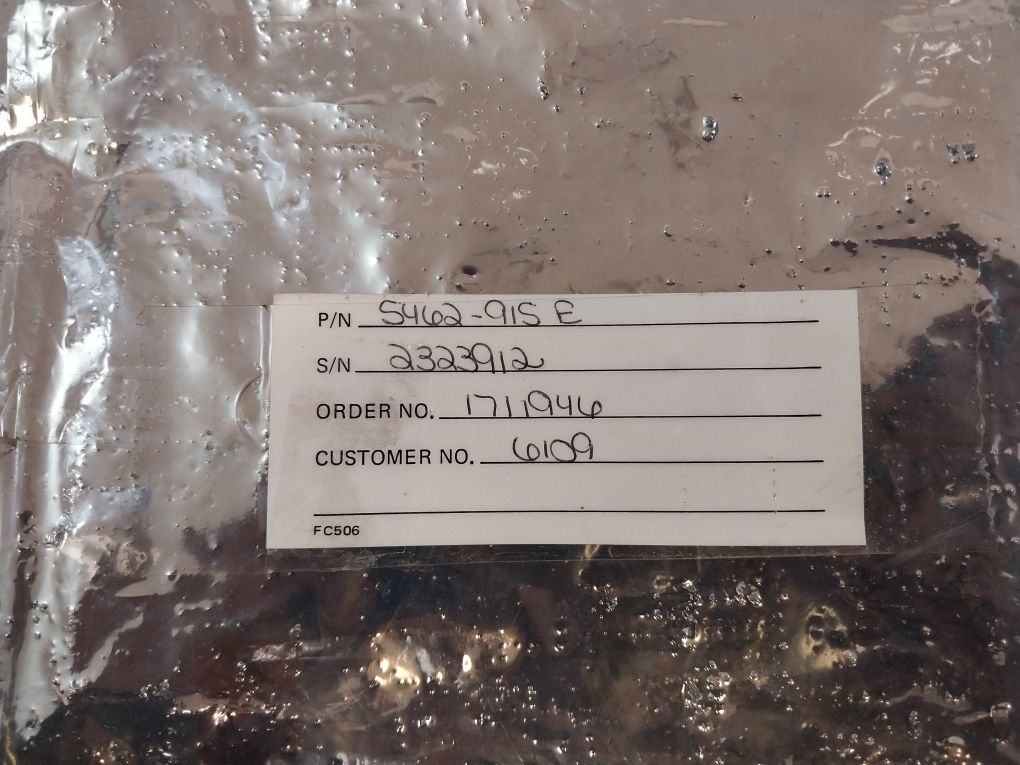 P/N 5462-915 E
S/N 2323912
ORDER NO. 1711946
CUSTOMER NO. 6109
FC506